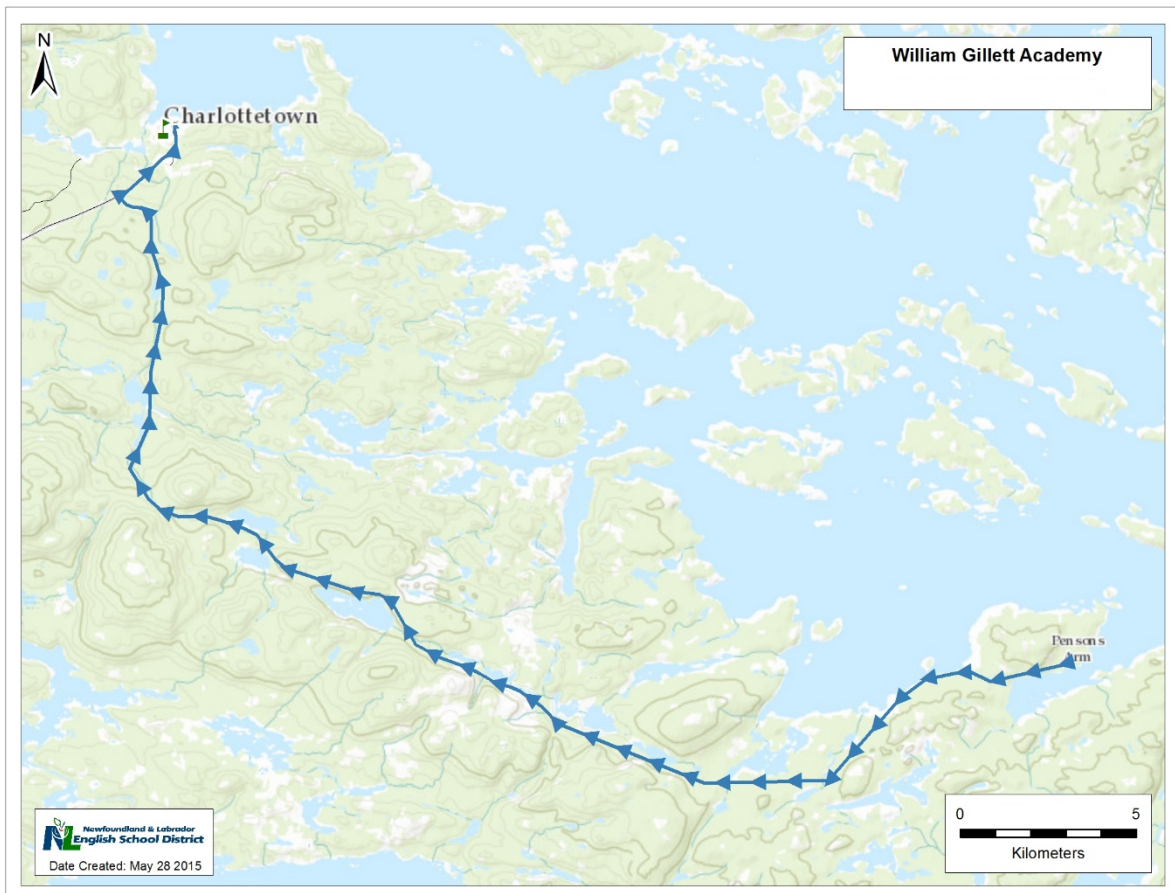 N
William Gillett Academy
Charlottetown
Pensons
Arm
NL
Newfoundland & Labrador
English School District
Date Created: May 28 2015
0 5
Kilometers